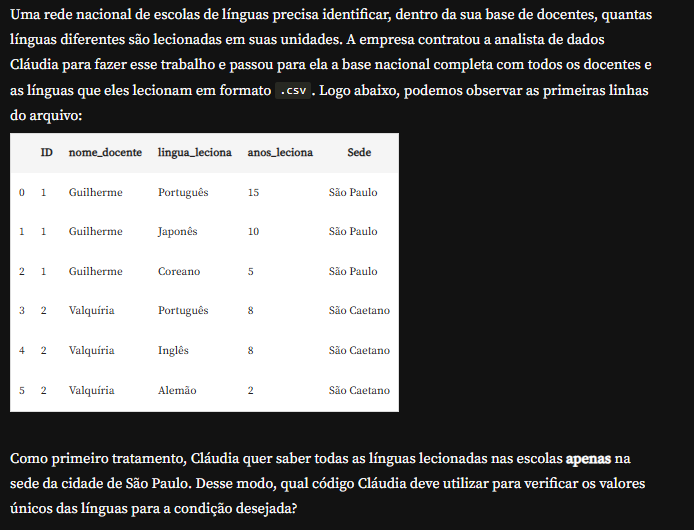 Uma rede nacional de escolas de línguas precisa identificar, dentro da sua base de docentes, quantas
línguas diferentes são lecionadas em suas unidades. A empresa contratou a analista de dados
Cláudia para fazer esse trabalho e passou para ela a base nacional completa com todos os docentes e
as línguas que eles lecionam em formato .csv . Logo abaixo, podemos observar as primeiras linhas
do arquivo:
ID nome_docente lingua_leciona anos_leciona Sede
0 1 Guilherme Português 15 São Paulo
1 1 Guilherme Japonês 10 São Paulo
2 1 Guilherme Coreano 5 São Paulo
3 2 Valquíria Português 8 São Caetano
4 2 Valquíria Inglês 8 São Caetano
5 2 Valquíria Alemão 2 São Caetano
Como primeiro tratamento, Cláudia quer saber todas as línguas lecionadas nas escolas apenas na
sede da cidade de São Paulo. Desse modo, qual código Cláudia deve utilizar para verificar os valores
únicos das línguas para a condição desejada?